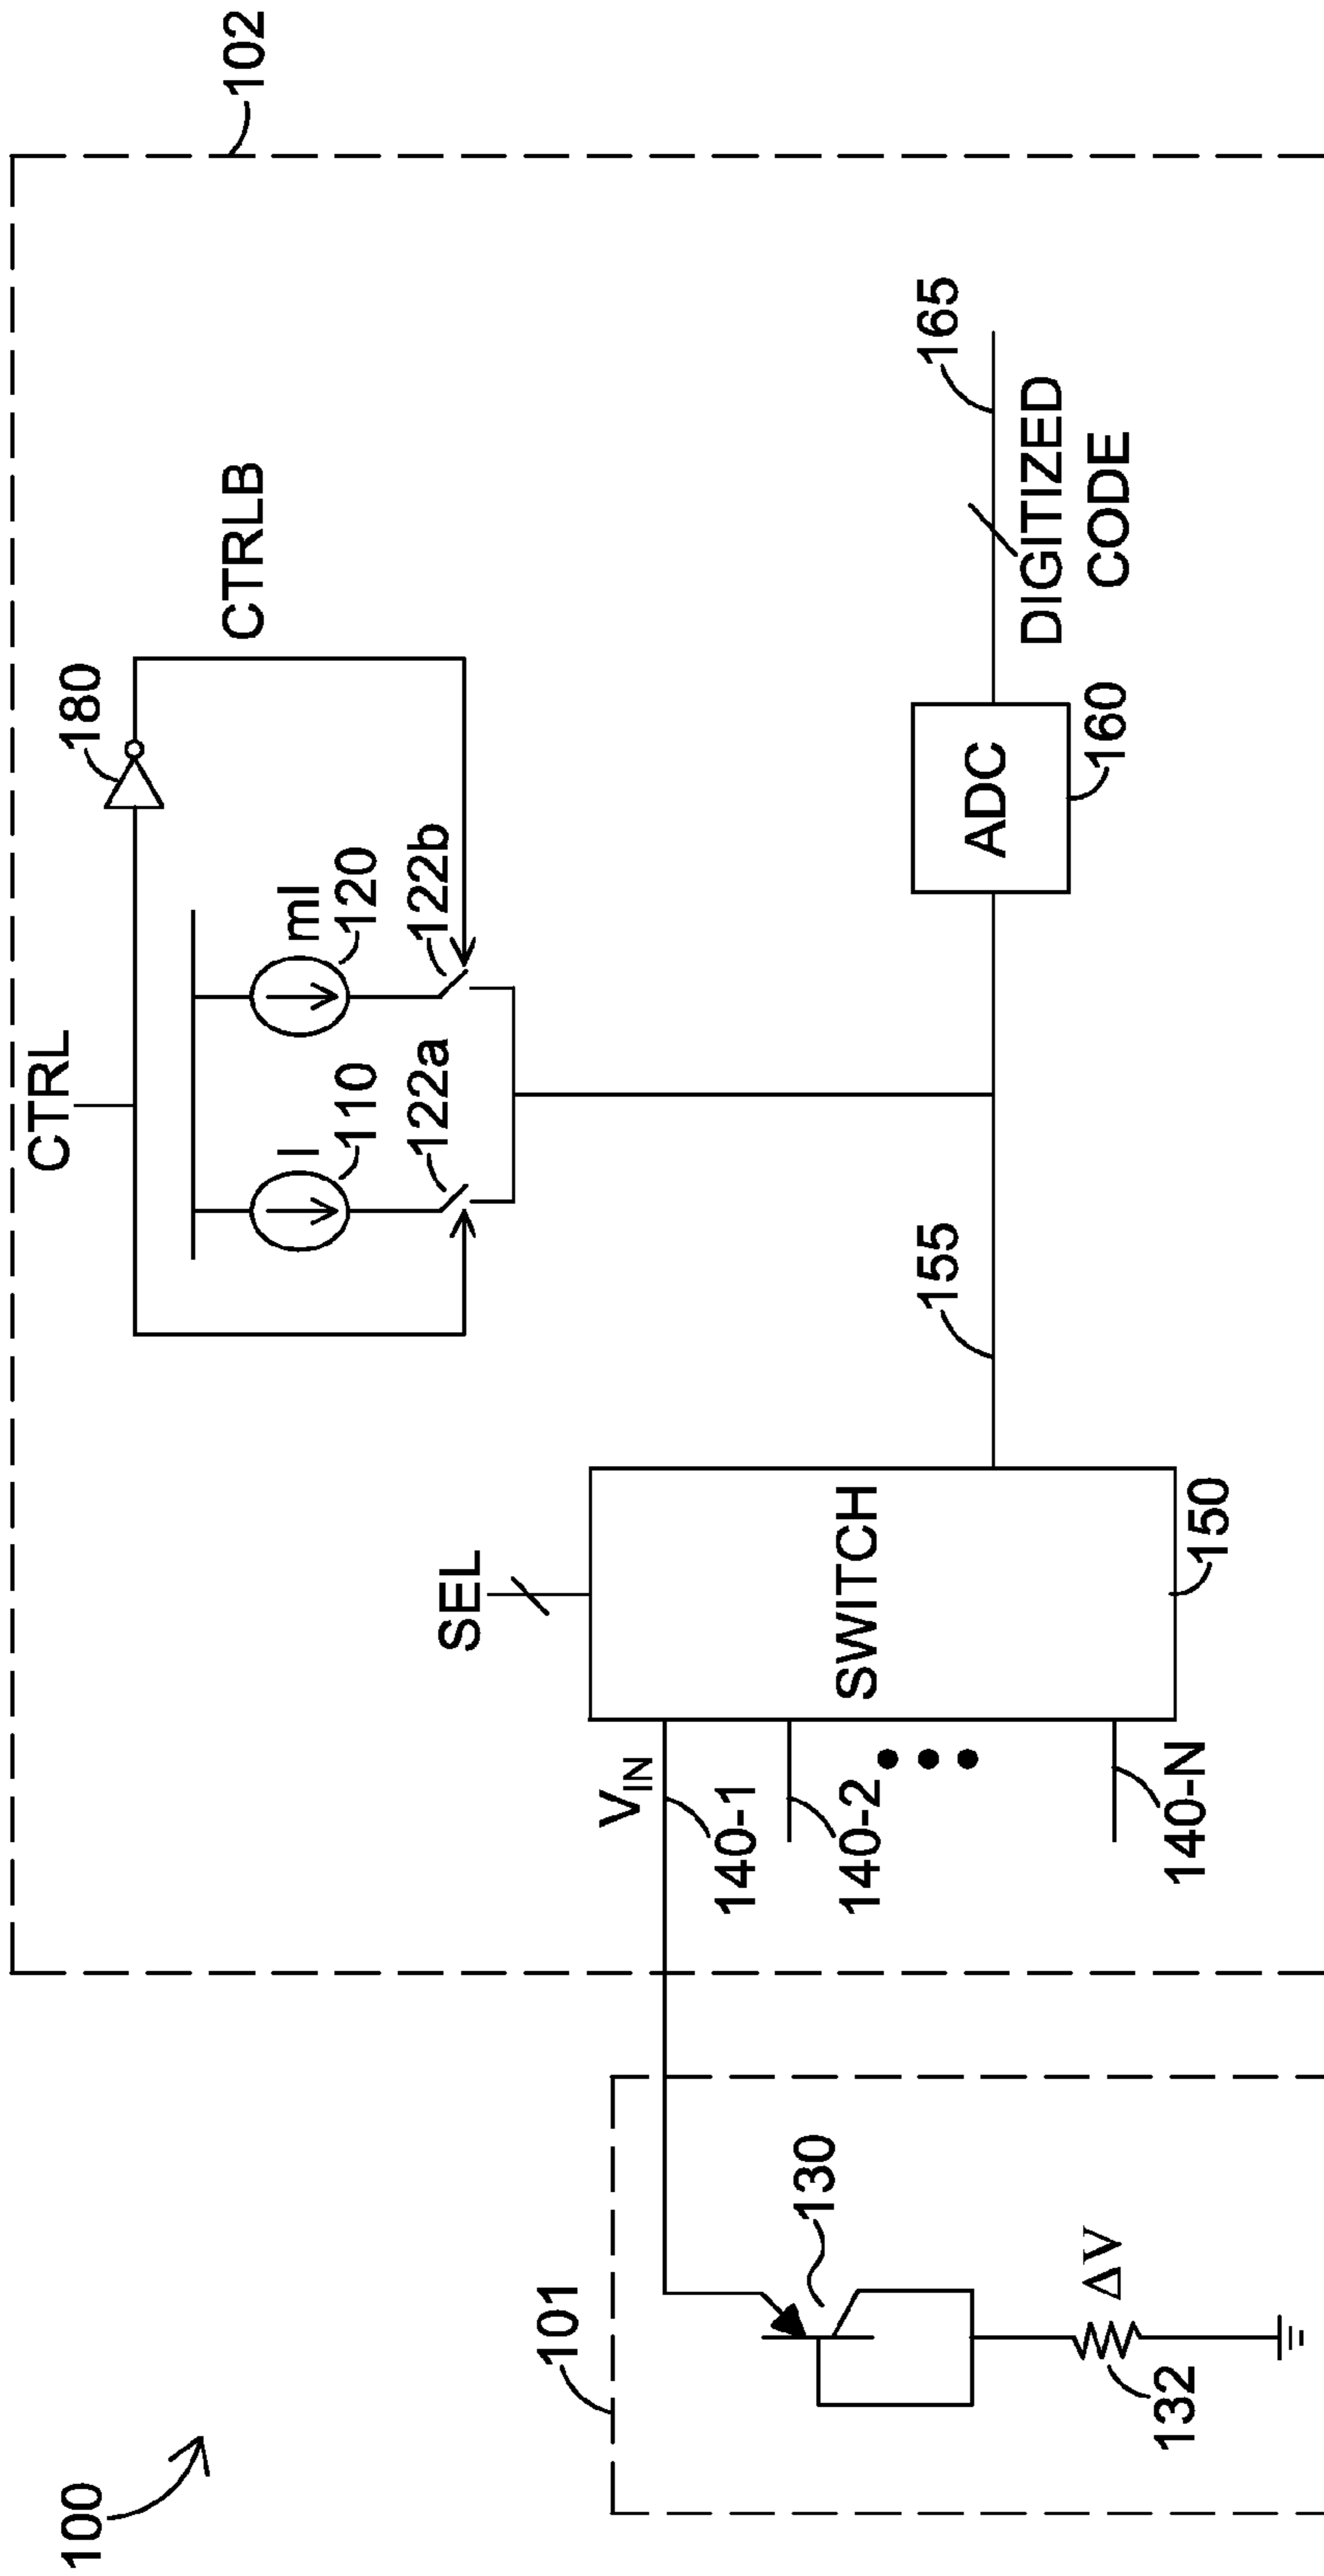 100
101
130
132
ΔV
102
VIN
140-1
140-2
140-N
SEL
SWITCH
150
155
CTRL
180
CTRLB
I
110
mI
120
122a
122b
ADC
160
165
DIGITIZED
CODE